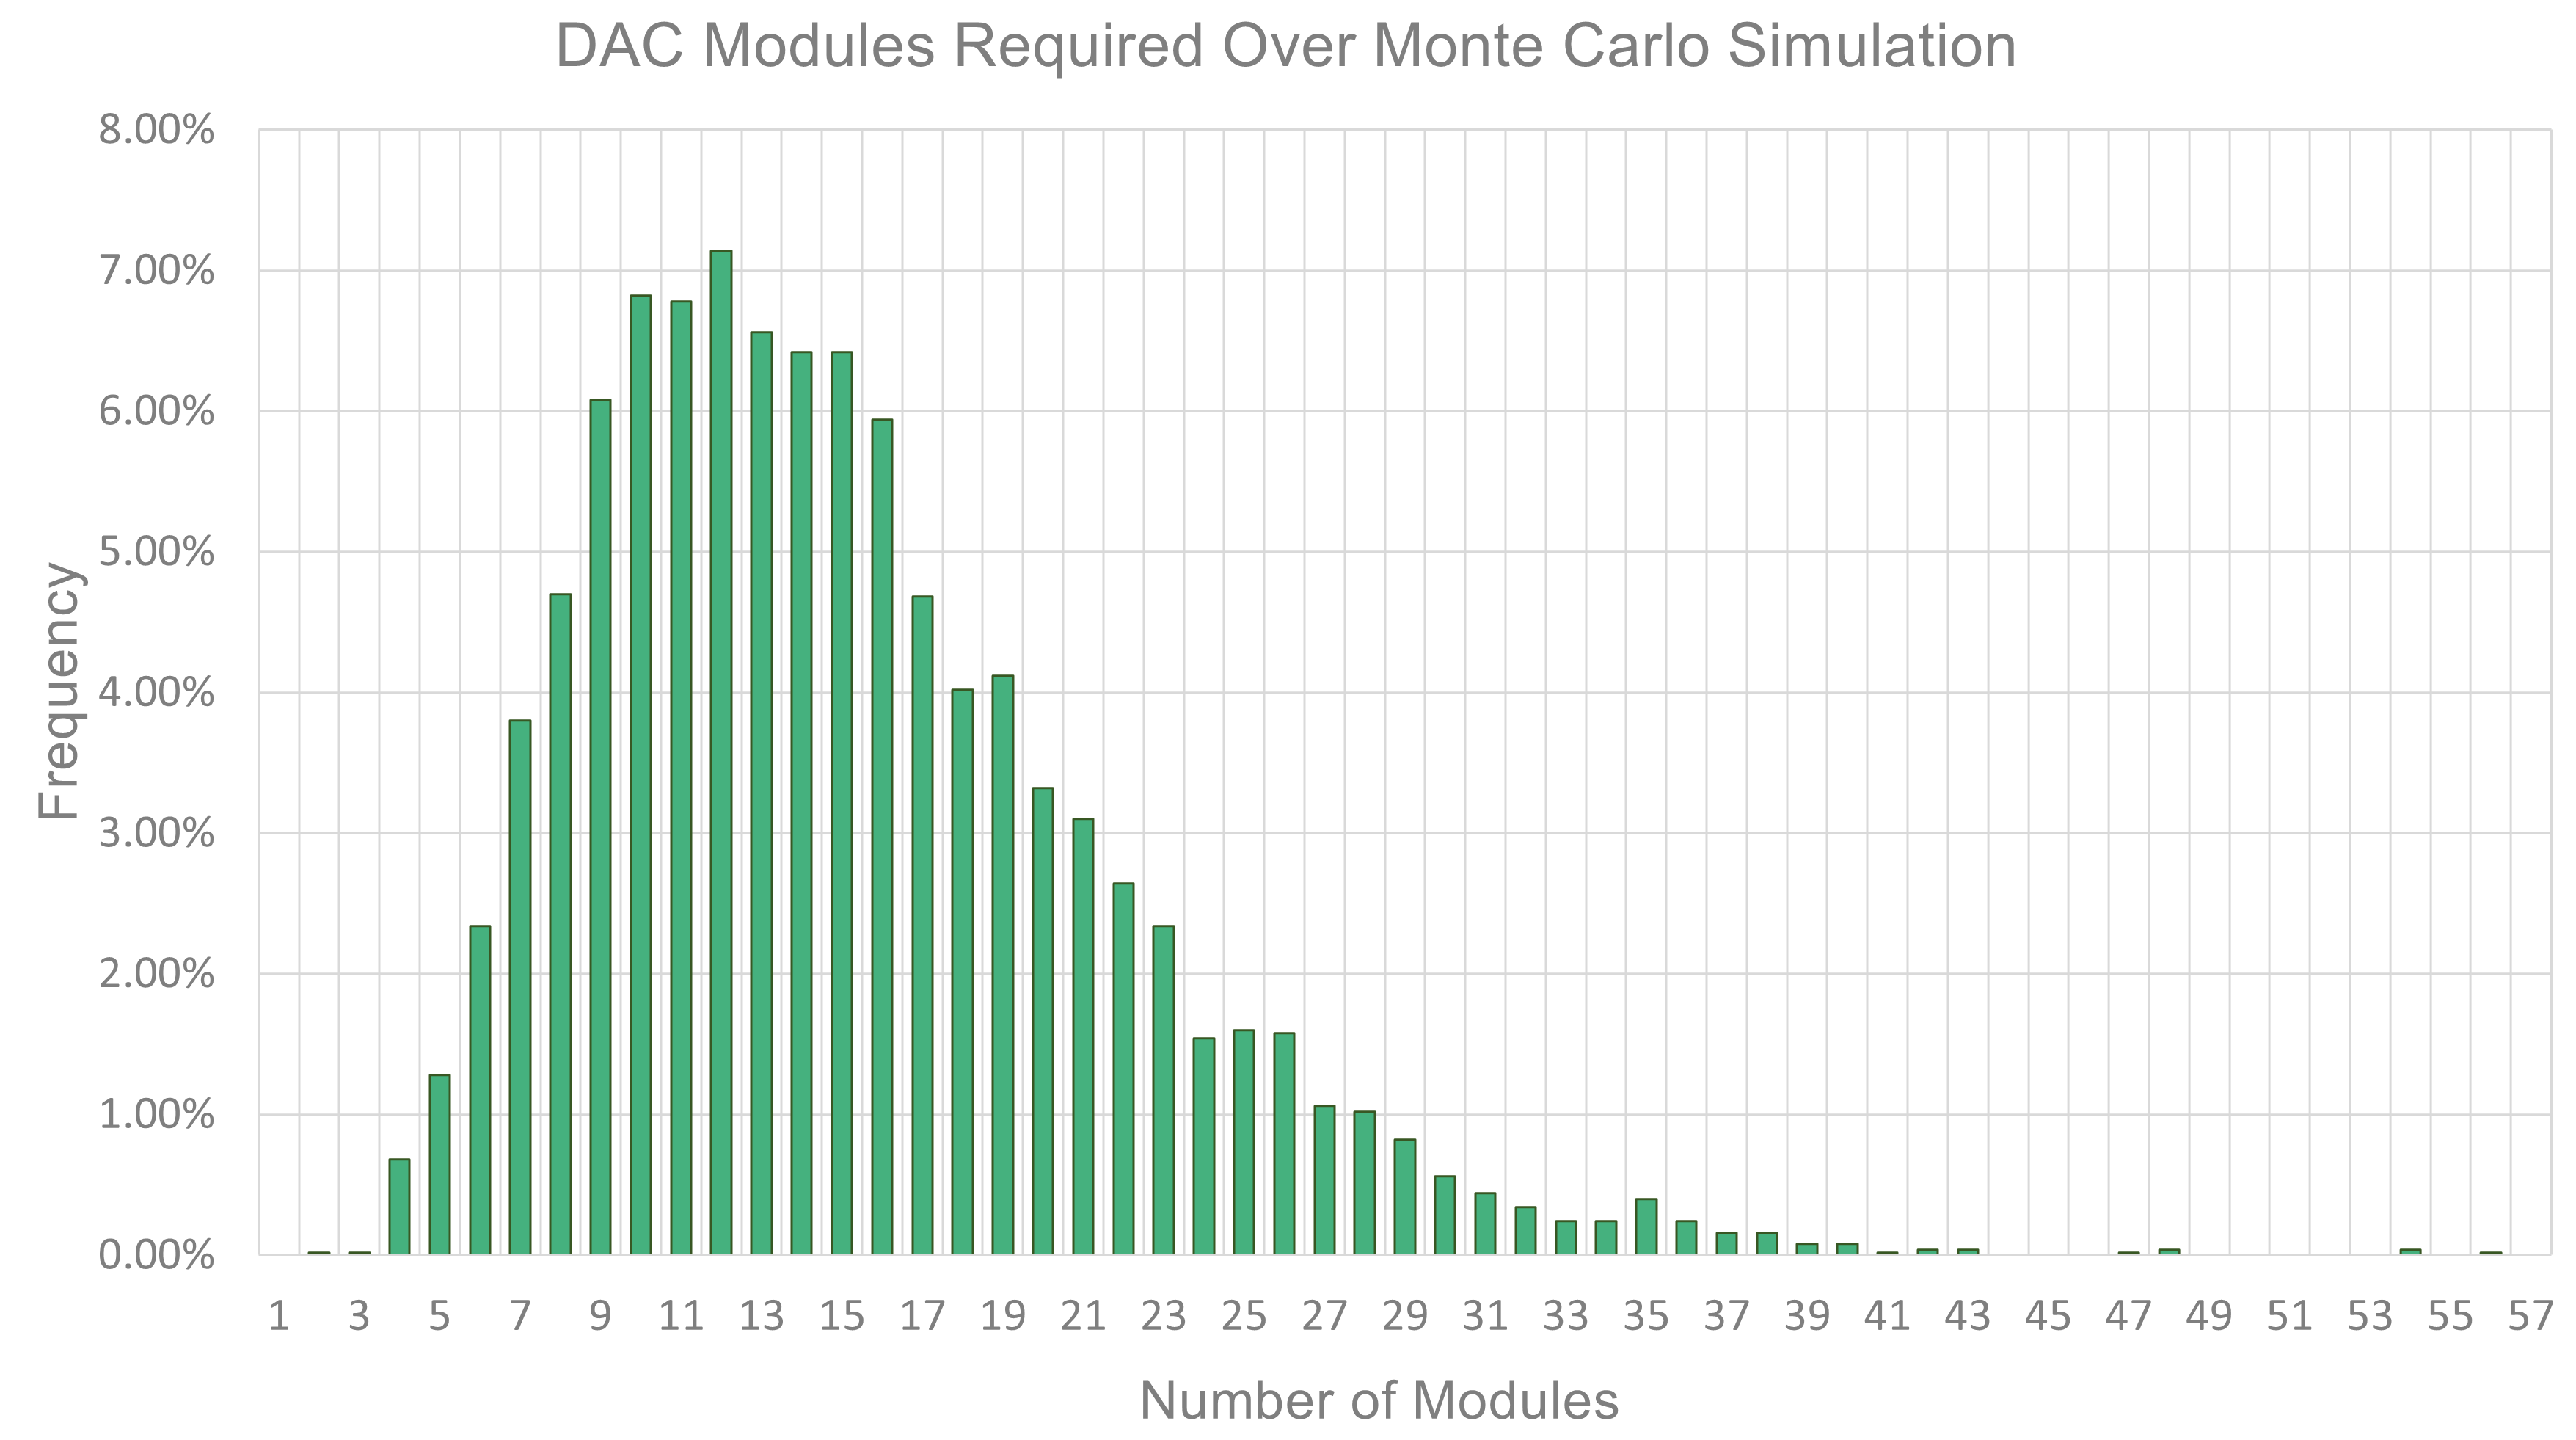 DAC Modules Required Over Monte Carlo Simulation
8.00%
7.00%
6.00%
5.00%
4.00%
3.00%
2.00%
1.00%
0.00%
Frequency
1 3 5 7 9 11 13 15 17 19 21 23 25 27 29 31 33 35 37 39 41 43 45 47 49 51 53 55 57
Number of Modules